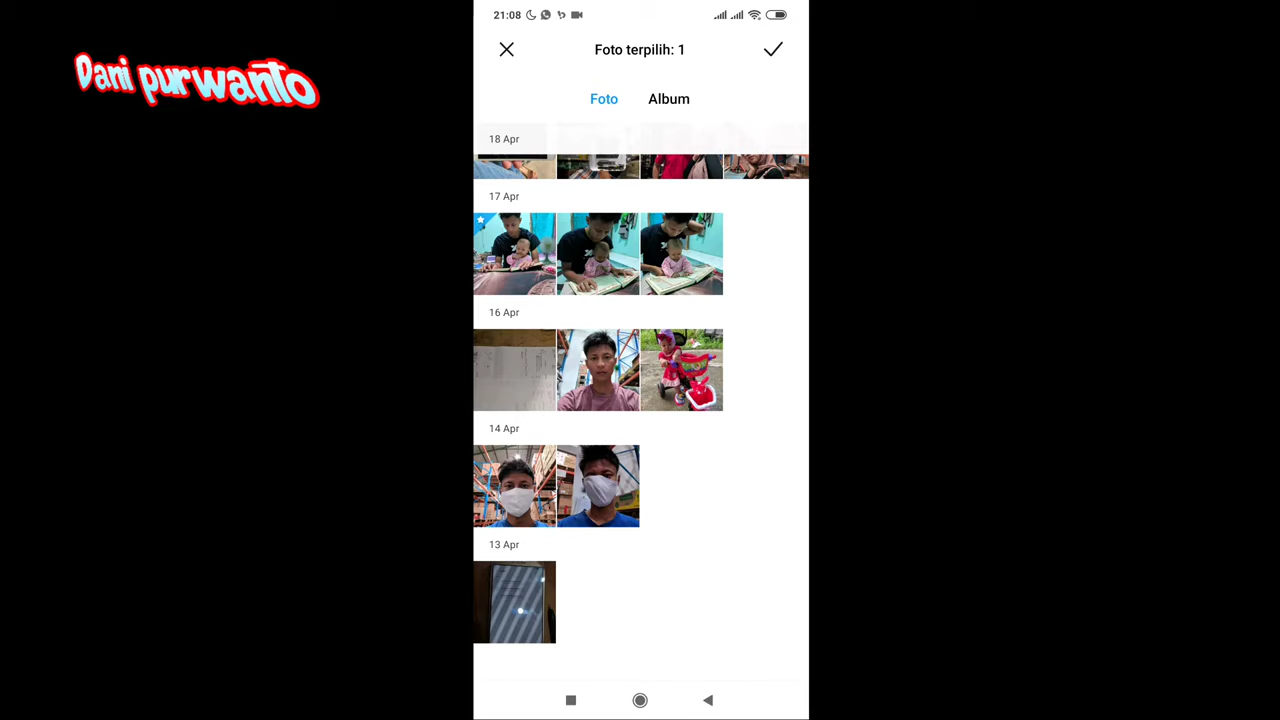 21:08
Dani purwanto
Foto terpilih: 1
Foto
Album
18 Apr
17 Apr
16 Apr
14 Apr
13 Apr